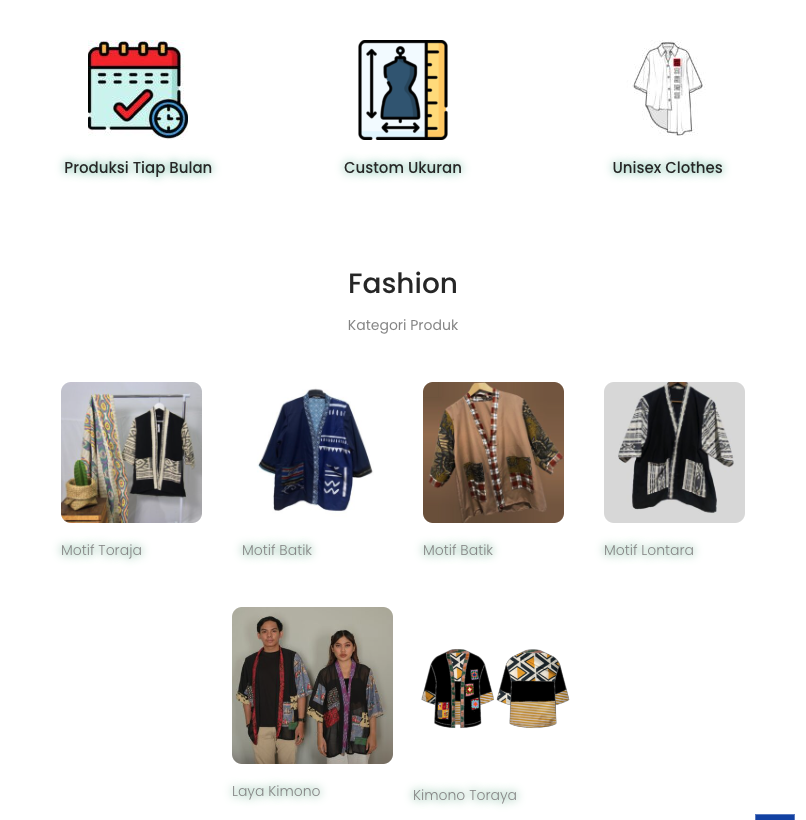 Produksi Tiap Bulan
Custom Ukuran
Unisex Clothes
Fashion
Kategori Produk
Motif Toraja
Motif Batik
Motif Batik
Motif Lontara
Laya Kimono
Kimono Toraya